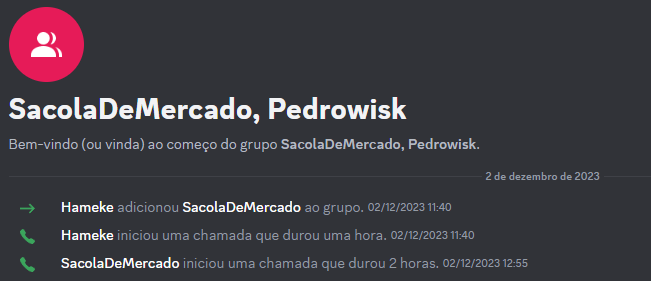 SacolaDeMercado, Pedrowisk
Bem-vindo (ou vinda) ao começo do grupo SacolaDeMercado, Pedrowisk.
2 de dezembro de 2023
Hameke adicionou SacolaDeMercado ao grupo. 02/12/2023 11:40
Hameke iniciou uma chamada que durou uma hora. 02/12/2023 11:40
SacolaDeMercado iniciou uma chamada que durou 2 horas. 02/12/2023 12:55